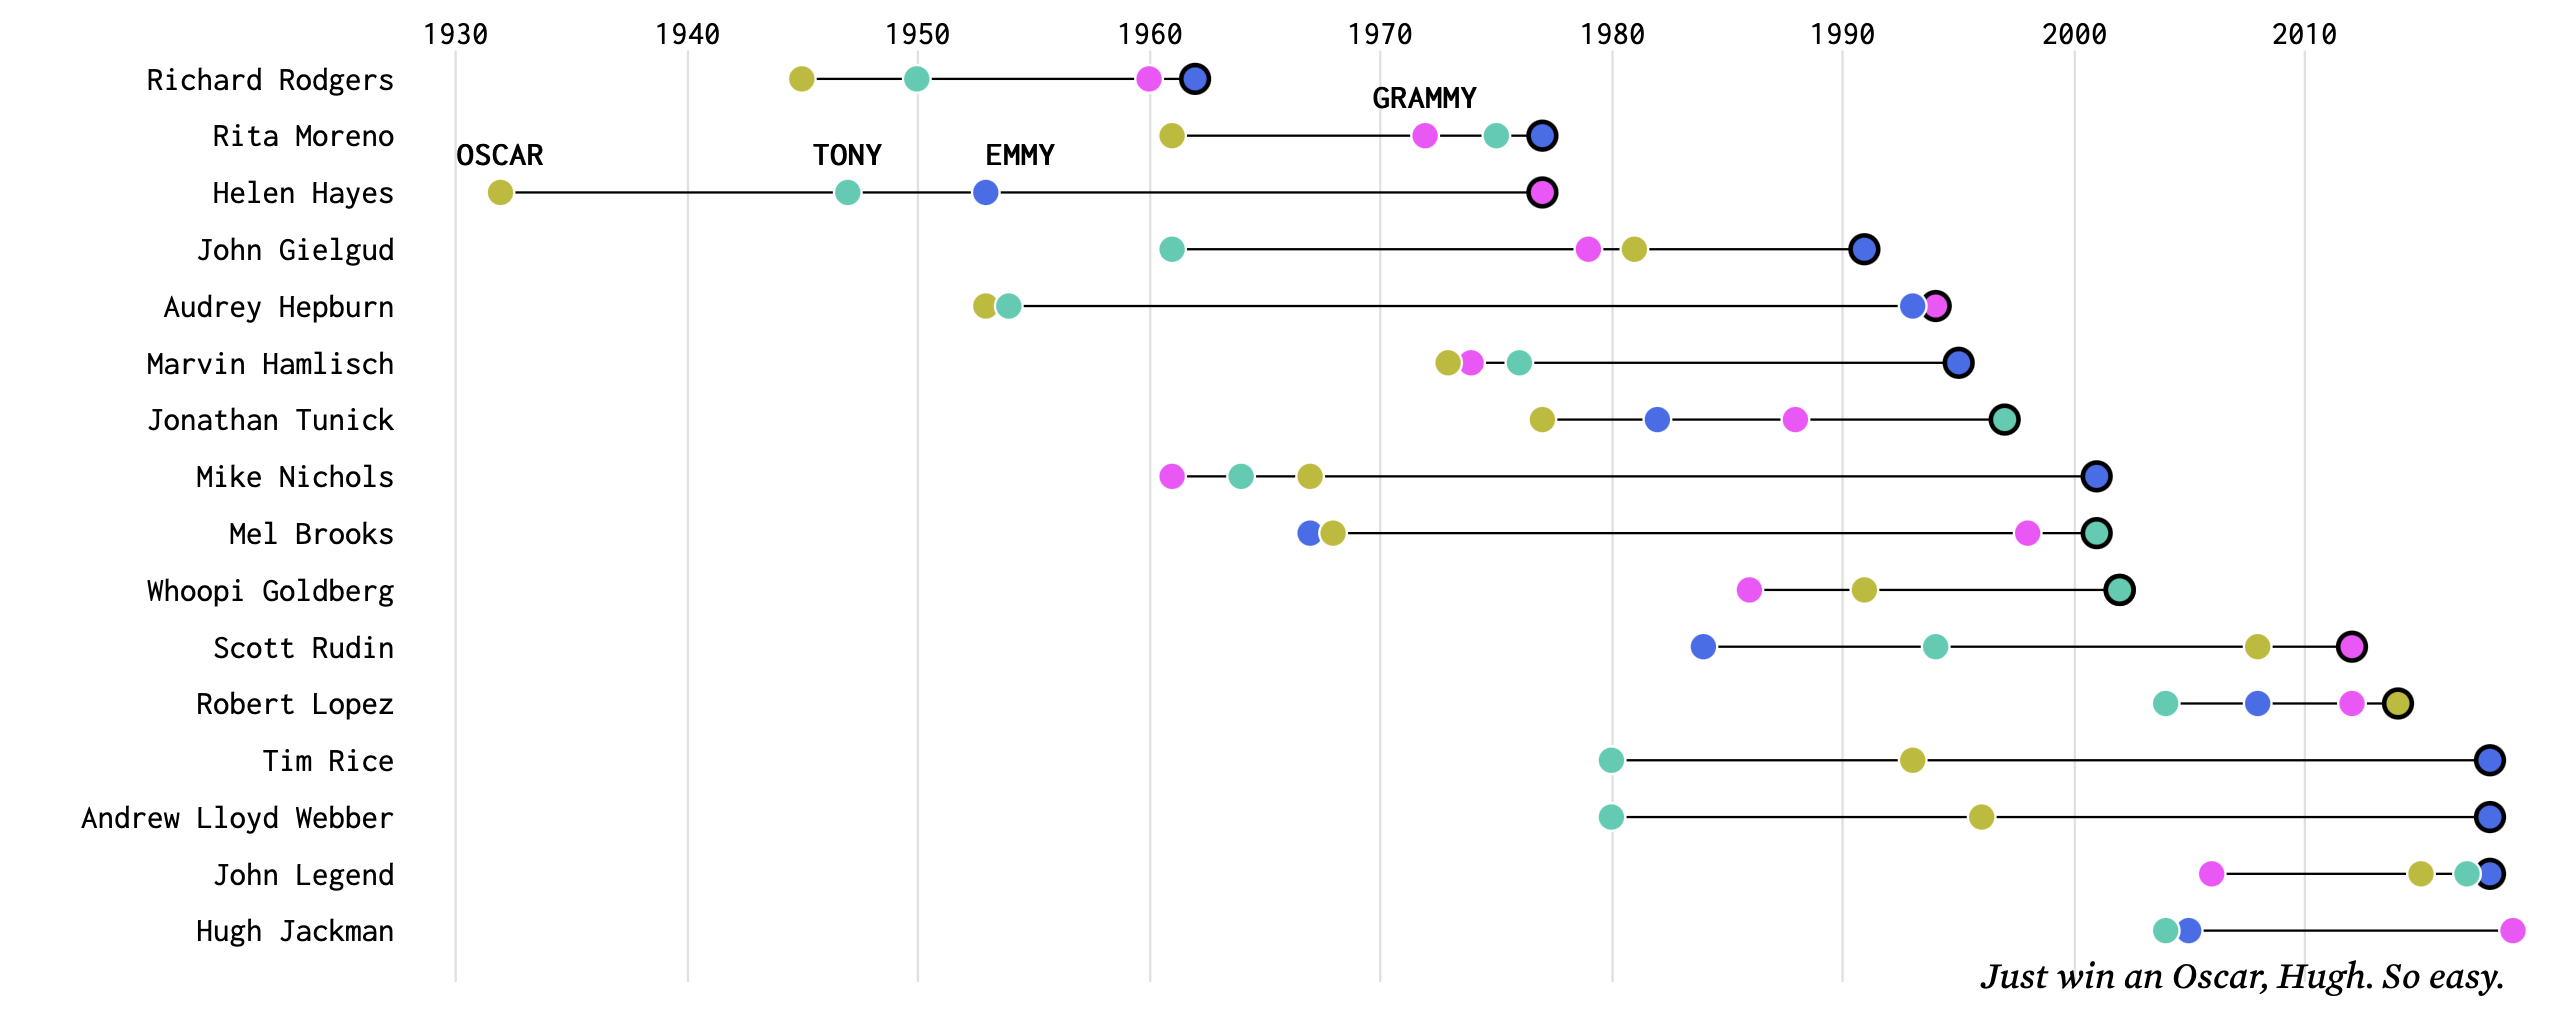 1930 1940 1950 1960 1970 1980 1990 2000 2010
Richard Rodgers
GRAMMY
Rita Moreno
OSCAR TONY EMMY
Helen Hayes
John Gielgud
Audrey Hepburn
Marvin Hamlisch
Jonathan Tunick
Mike Nichols
Mel Brooks
Whoopi Goldberg
Scott Rudin
Robert Lopez
Tim Rice
Andrew Lloyd Webber
John Legend
Hugh Jackman
Just win an Oscar, Hugh. So easy.